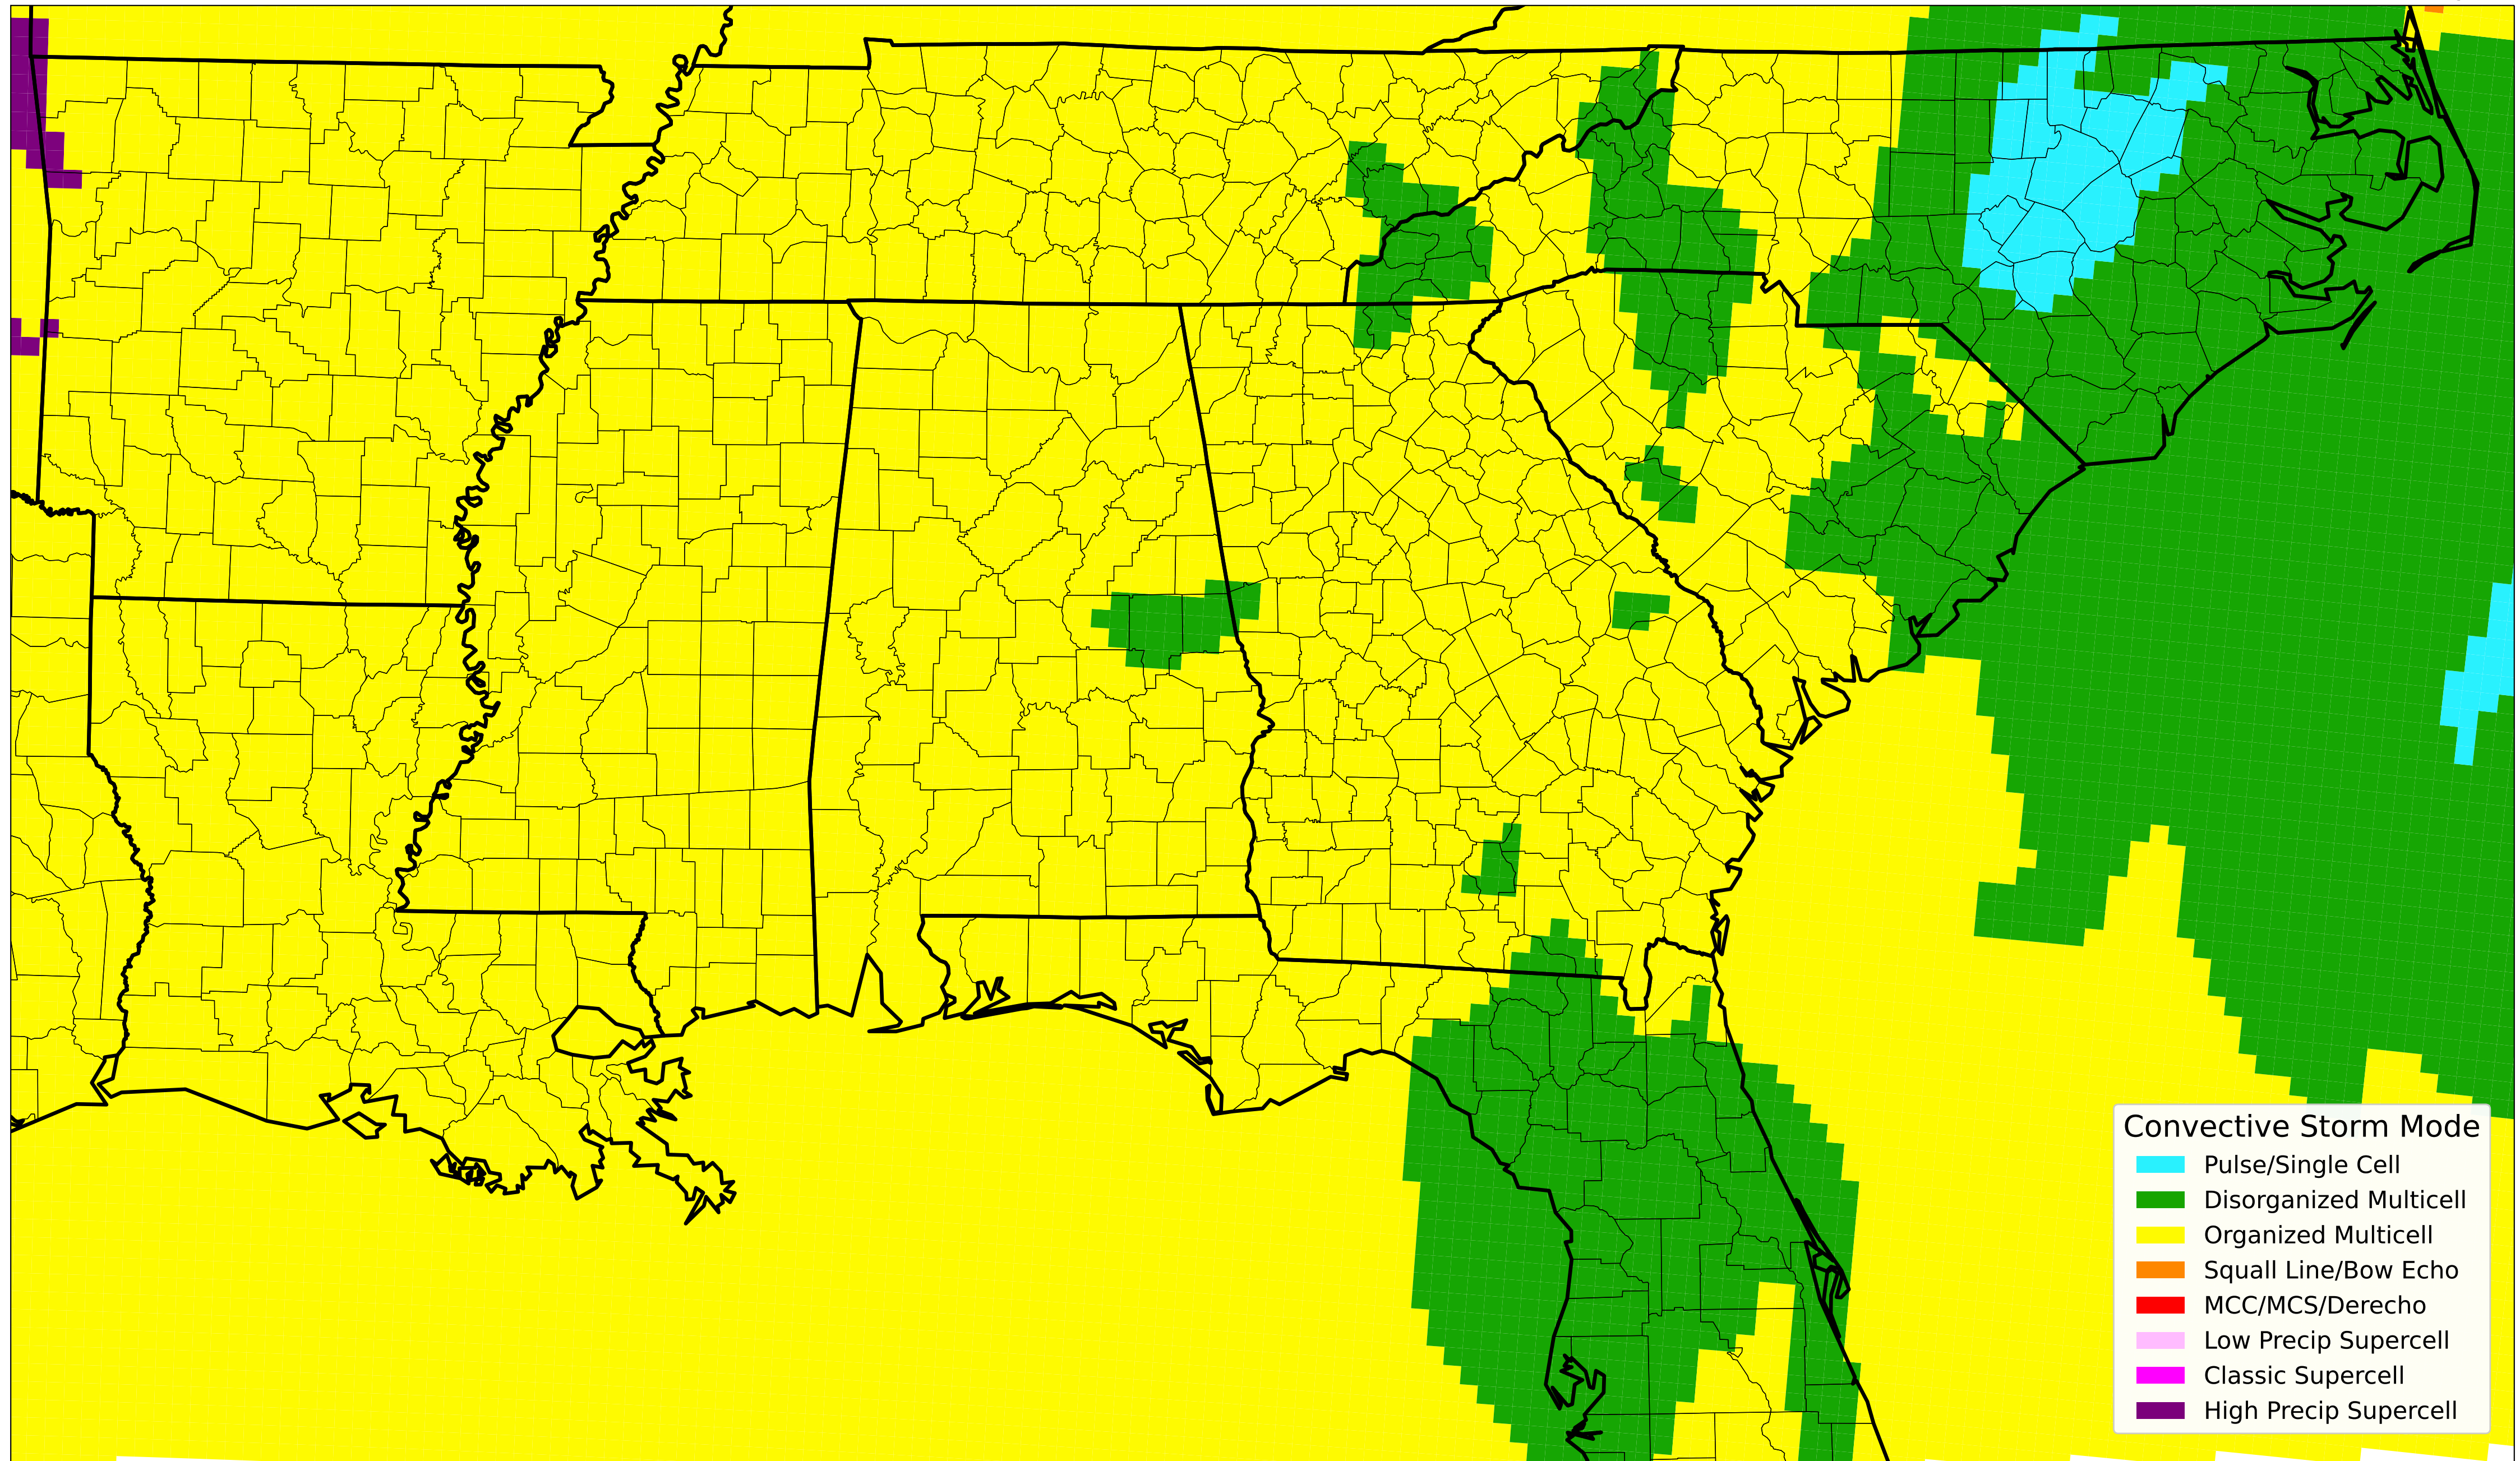 Convective Storm Mode
Pulse/Single Cell
Disorganized Multicell
Organized Multicell
Squall Line/Bow Echo
MCC/MCS/Derecho
Low Precip Supercell
Classic Supercell
High Precip Supercell